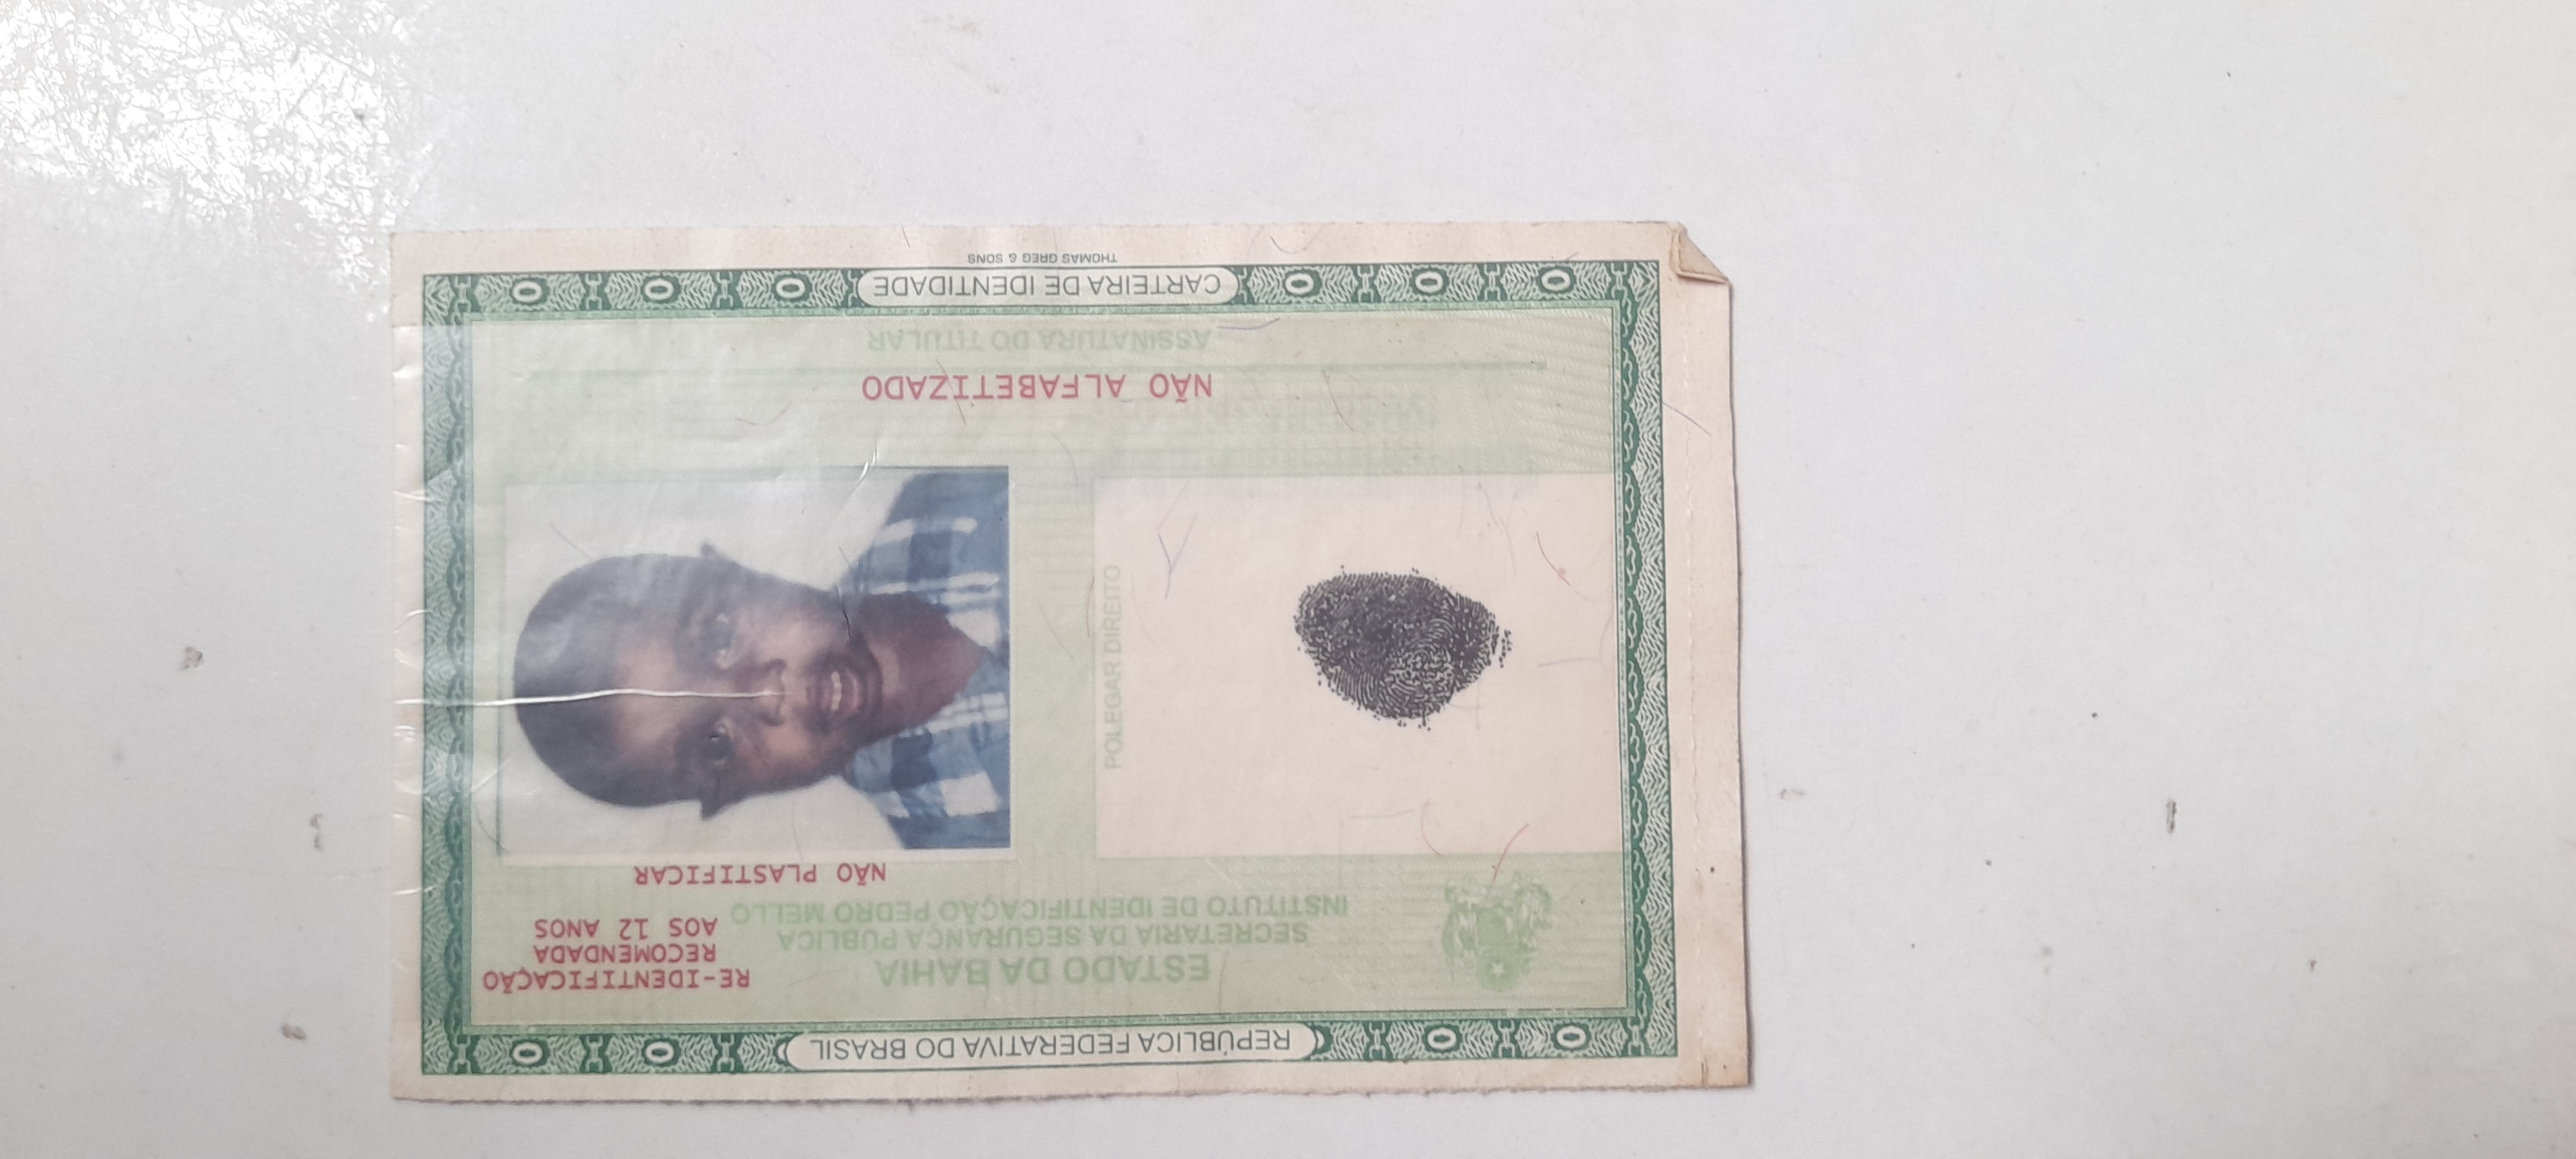 REPÚBLICA FEDERATIVA DO BRASIL
ESTADO DA BAHIA
SECRETARIA DA SEGURANÇA PÚBLICA
INSTITUTO DE IDENTIFICAÇÃO PEDRO MELLO
RE-IDENTIFICAÇÃO
RECOMENDADA
AOS 12 ANOS
NÃO PLASTIFICAR
POLEGAR DIREITO
NÃO ALFABETIZADO
ASSINATURA DO TITULAR
CARTEIRA DE IDENTIDADE
THOMAS GREG & SONS